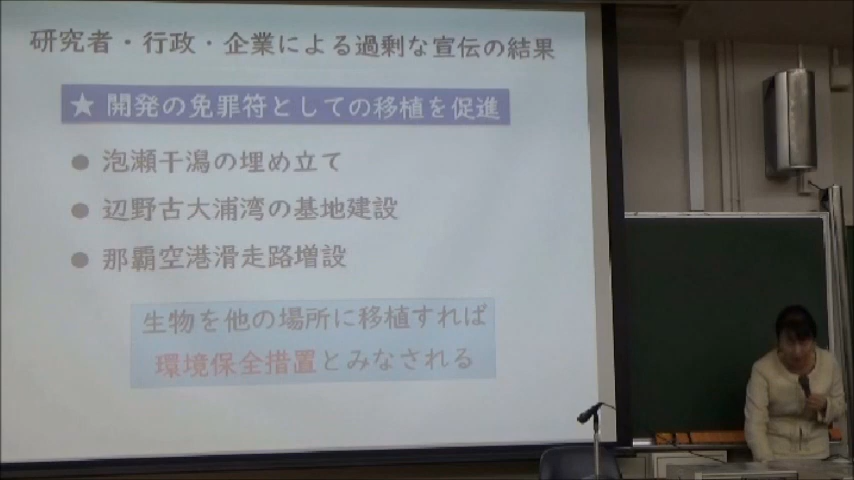 研究者・行政・企業による過剰な宣伝の結果
★ 開発の免罪符としての移植を促進
● 泡瀬干潟の埋め立て
● 辺野古大浦湾の基地建設
● 那覇空港滑走路増設
生物を他の場所に移植すれば
環境保全措置とみなされる